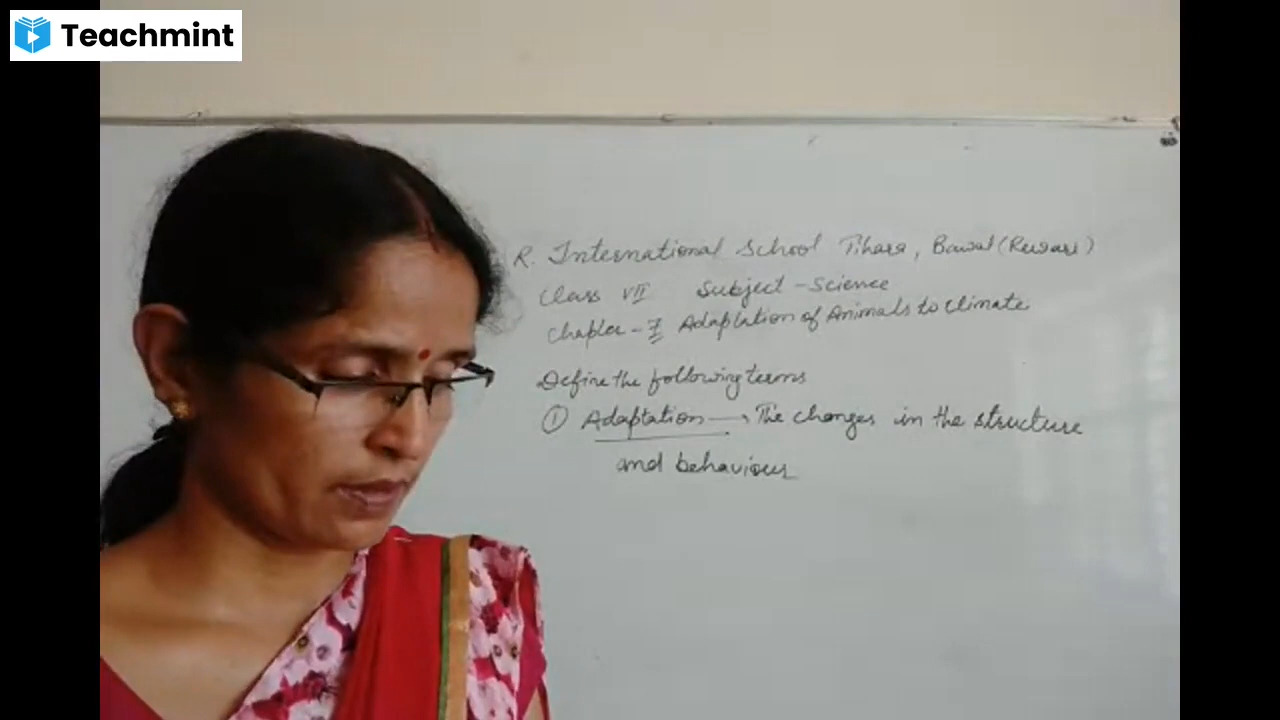 Teachmint
R. International School Tihara, Bawal (Rewari)
Class VII Subject - Science
Chapter - 7 Adaptation of Animals to Climate
Define the following terms
① Adaptation → The changes in the structure
and behaviour